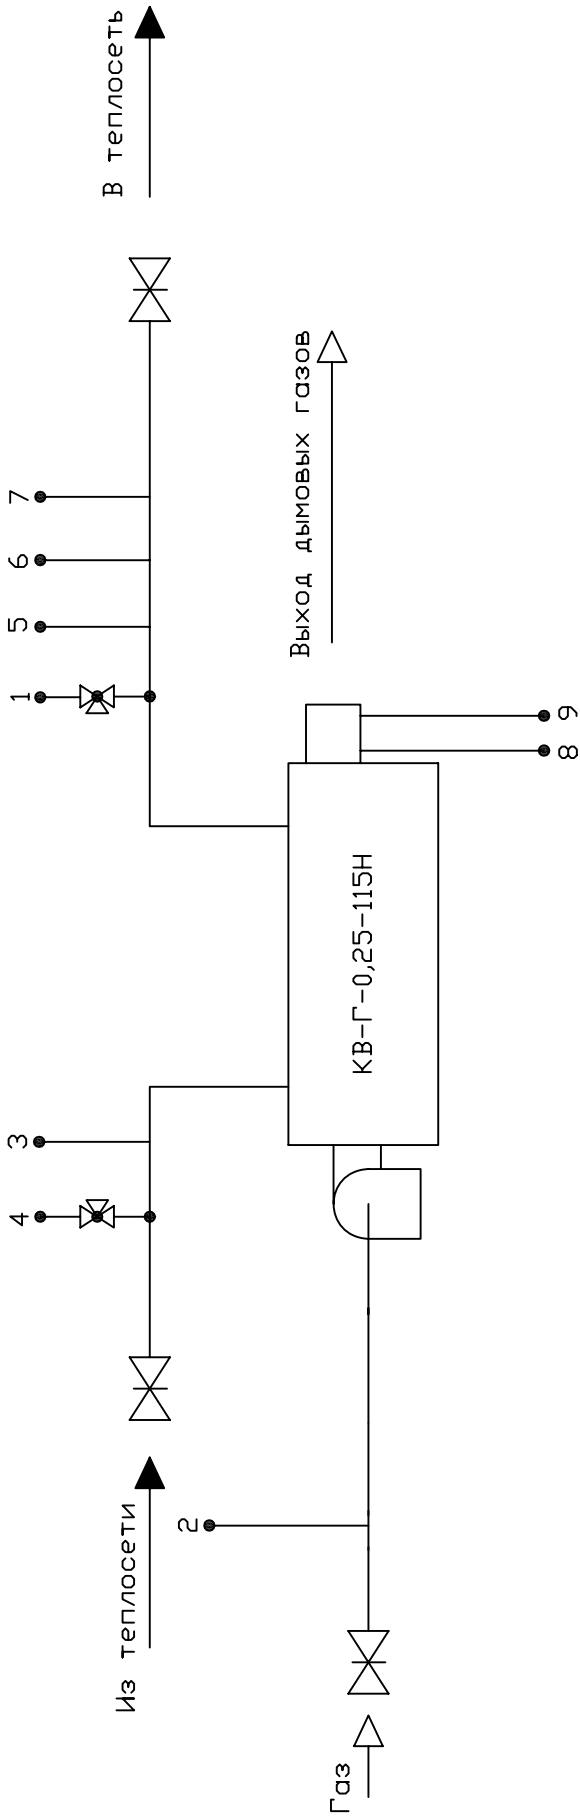 В теплосеть
7
6
5
1
Выход дымовых газов
9
8
КВ-Г-0,25-115Н
3
4
Из теплосети
2
Газ